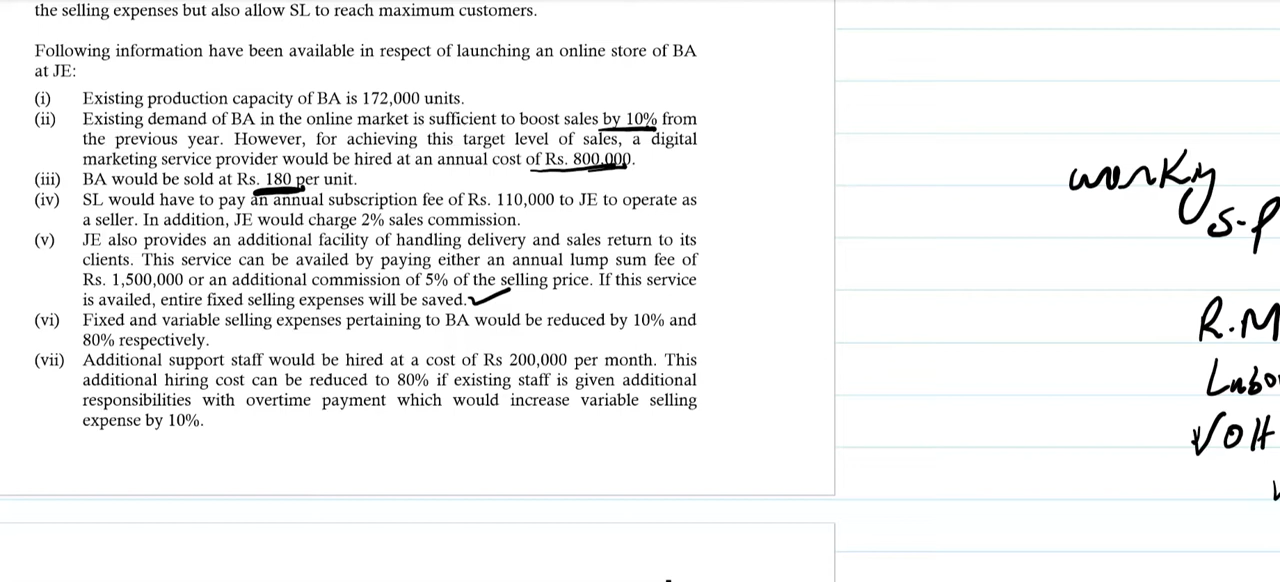 the selling expenses but also allow SL to reach maximum customers.
Following information have been available in respect of launching an online store of BA
at JE:
(i) Existing production capacity of BA is 172,000 units.
(ii) Existing demand of BA in the online market is sufficient to boost sales by 10% from
the previous year. However, for achieving this target level of sales, a digital
marketing service provider would be hired at an annual cost of Rs. 800,000.
(iii) BA would be sold at Rs. 180 per unit.
(iv) SL would have to pay an annual subscription fee of Rs. 110,000 to JE to operate as
a seller. In addition, JE would charge 2% sales commission.
(v) JE also provides an additional facility of handling delivery and sales return to its
clients. This service can be availed by paying either an annual lump sum fee of
Rs. 1,500,000 or an additional commission of 5% of the selling price. If this service
is availed, entire fixed selling expenses will be saved.
(vi) Fixed and variable selling expenses pertaining to BA would be reduced by 10% and
80% respectively.
(vii) Additional support staff would be hired at a cost of Rs 200,000 per month. This
additional hiring cost can be reduced to 80% if existing staff is given additional
responsibilities with overtime payment which would increase variable selling
expense by 10%.
S-P
R.M
Labo
VOH